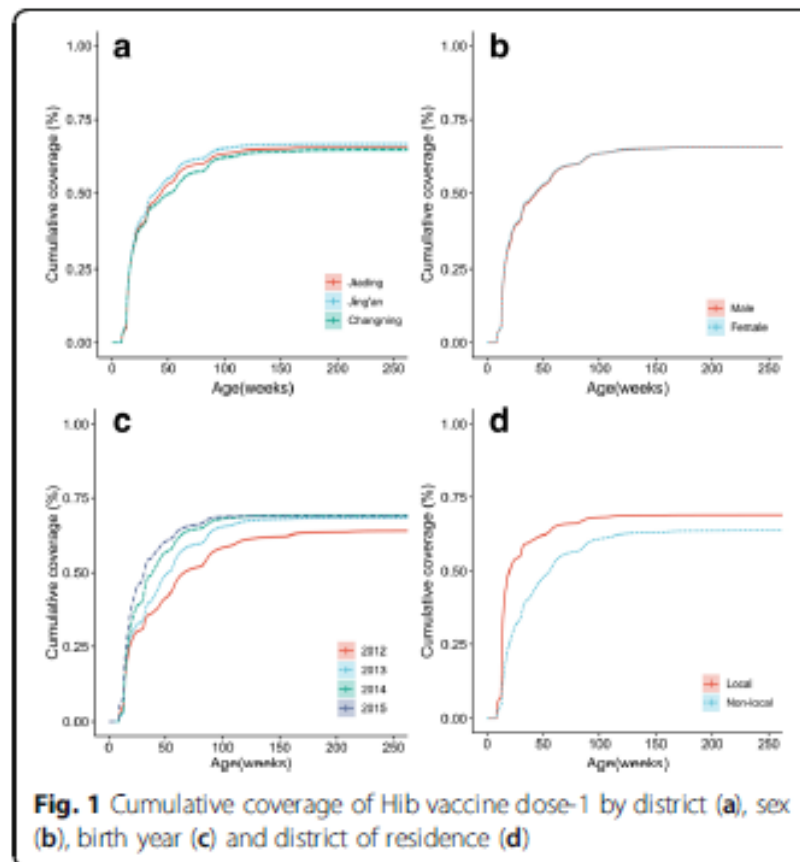 a
1.00
0.75
0.50
0.25
0.00
Cumulative coverage (%)
0 50 100 150 200 250
Age(weeks)
Jiading
Jing'an
Changning
b
1.00
0.75
0.50
0.25
0.00
Cumulative coverage (%)
0 50 100 150 200 250
Age(weeks)
Male
Female
c
1.00
0.75
0.50
0.25
0.00
Cumulative coverage (%)
0 50 100 150 200 250
Age(weeks)
2012
2013
2014
2015
d
1.00
0.75
0.50
0.25
0.00
Cumulative coverage (%)
0 50 100 150 200 250
Age(weeks)
Local
Non-local
Fig. 1 Cumulative coverage of Hib vaccine dose-1 by district (a), sex
(b), birth year (c) and district of residence (d)